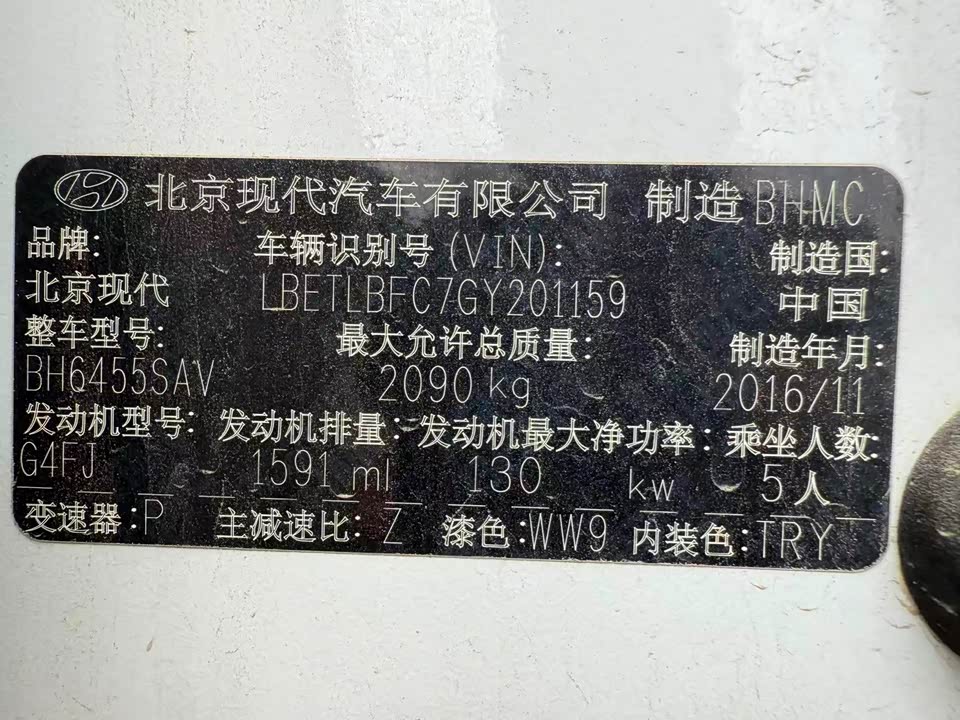 北京现代汽车有限公司 制造 BHMC
品牌: 车辆识别号 (VIN): 制造国:
北京现代 LBETLBFC7GY201159 中国
整车型号: 最大允许总质量: 制造年月:
BH6455SAV 2090 kg 2016/11
发动机型号: 发动机排量: 发动机最大净功率: 乘坐人数:
G4FJ 1591 ml 130 kw 5人
变速器: P 主减速比: Z 漆色: WW9 内装色: TRY